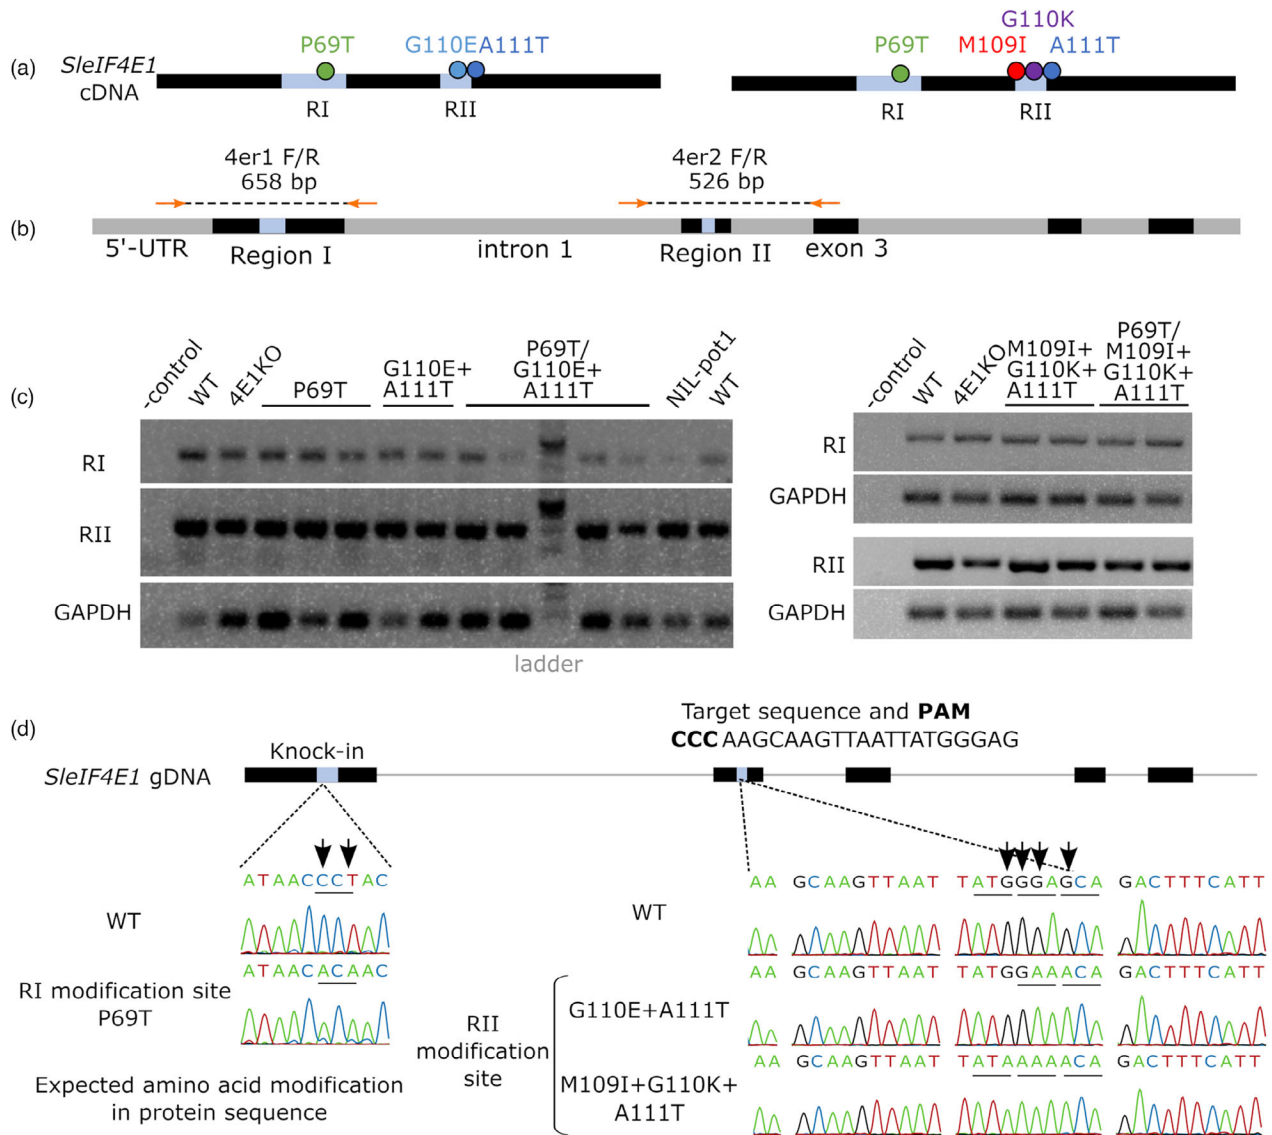 (a)
SleIF4E1
cDNA
P69T
G110E A111T
RI
RII
G110K
P69T
M109I
A111T
RI
RII
(b)
4er1 F/R
658 bp
4er2 F/R
526 bp
5'-UTR
Region I
intron 1
Region II
exon 3
(c)
-control
WT
4E1KO
P69T
G110E+
A111T
P69T/
G110E+
A111T
NIL-pot1
WT
RI
RII
GAPDH
ladder
-control
WT
4E1KO
M109I+
G110K+
A111T
P69T/
M109I+
G110K+
A111T
RI
GAPDH
RII
GAPDH
(d)
Target sequence and PAM
CCCAAGCAAGTTAATTATGGGAG
Knock-in
SleIF4E1 gDNA
ATAACCCTAC
WT
ATAACACAAC
RI modification site
P69T
Expected amino acid modification
in protein sequence
AA GCAAGTTAAT TATGGGAGCA GACTTTCATT
WT
AA GCAAGTTAAT TATGGAAACA GACTTTCATT
G110E+A111T
RII
modification
site
AA GCAAGTTAAT TATAAAAACA GACTTTCATT
M109I+G110K+
A111T